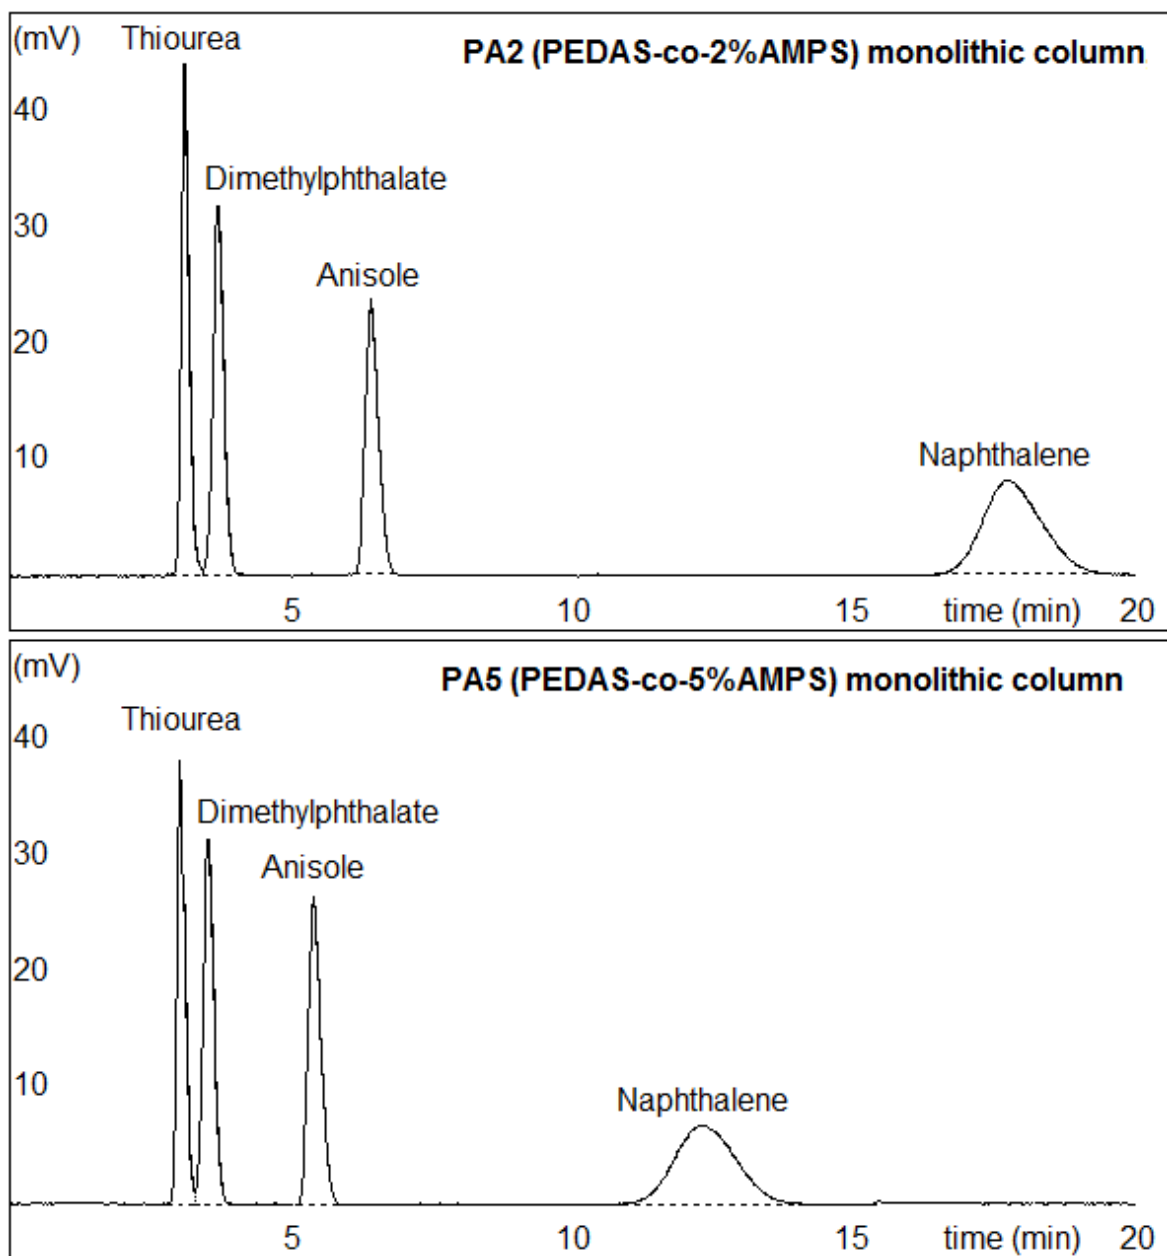 (mV) Thiourea PA2 (PEDAS-co-2%AMPS) monolithic column
40
Dimethylphthalate
30
Anisole
20
10 Naphthalene
5 10 15 time (min) 20
(mV) PA5 (PEDAS-co-5%AMPS) monolithic column
Thiourea
40
Dimethylphthalate
30
Anisole
20
10
Naphthalene
5 10 15 time (min) 20